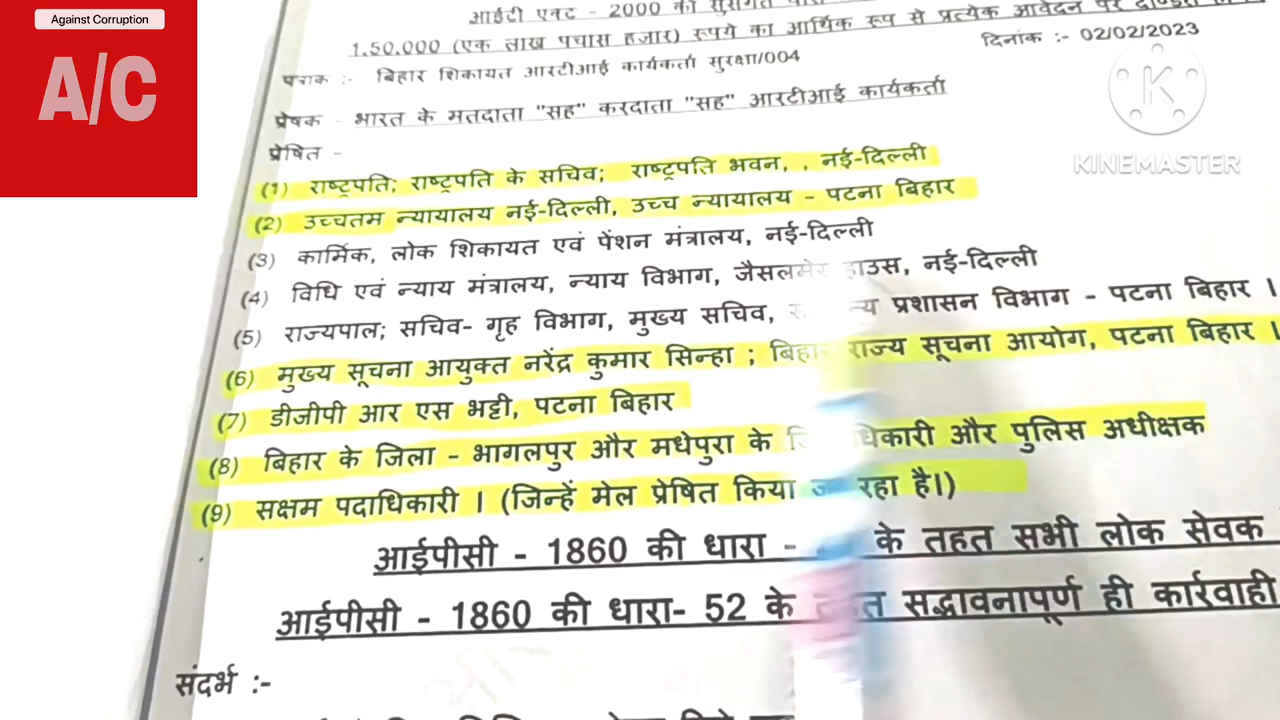 Against Corruption
A/C
आईटी एक्ट - 2000 की सुसंगत
1,50,000 (एक लाख पचास हजार) रूपये का आर्थिक रूप से प्रत्येक आवेदन पर
दिनांक :- 02/02/2023
पत्रांक :- बिहार शिकायत आरटीआई कार्यकर्ता सुरक्षा/004
प्रेषक - भारत के मतदाता "सह" करदाता "सह" आरटीआई कार्यकर्ता
प्रेषित -
(1) राष्ट्रपति; राष्ट्रपति के सचिव; राष्ट्रपति भवन, , नई-दिल्ली
(2) उच्चतम न्यायालय नई-दिल्ली, उच्च न्यायालय - पटना बिहार
(3) कार्मिक, लोक शिकायत एवं पेंशन मंत्रालय, नई-दिल्ली
(4) विधि एवं न्याय मंत्रालय, न्याय विभाग, जैसलमेर हाउस, नई-दिल्ली
(5) राज्यपाल; सचिव- गृह विभाग, मुख्य सचिव, प्रशासन विभाग - पटना बिहार ।
(6) मुख्य सूचना आयुक्त नरेंद्र कुमार सिन्हा ; बिहार राज्य सूचना आयोग, पटना बिहार ।
(7) डीजीपी आर एस भट्टी, पटना बिहार
(8) बिहार के जिला - भागलपुर और मधेपुरा के और पुलिस अधीक्षक
(9) सक्षम पदाधिकारी । (जिन्हें मेल प्रेषित किया जा रहा है।)
आईपीसी - 1860 की धारा - के तहत सभी लोक सेवक
आईपीसी - 1860 की धारा- 52 के तहत सद्भावनापूर्ण ही कार्रवाही
संदर्भ :-
K
KINEMASTER